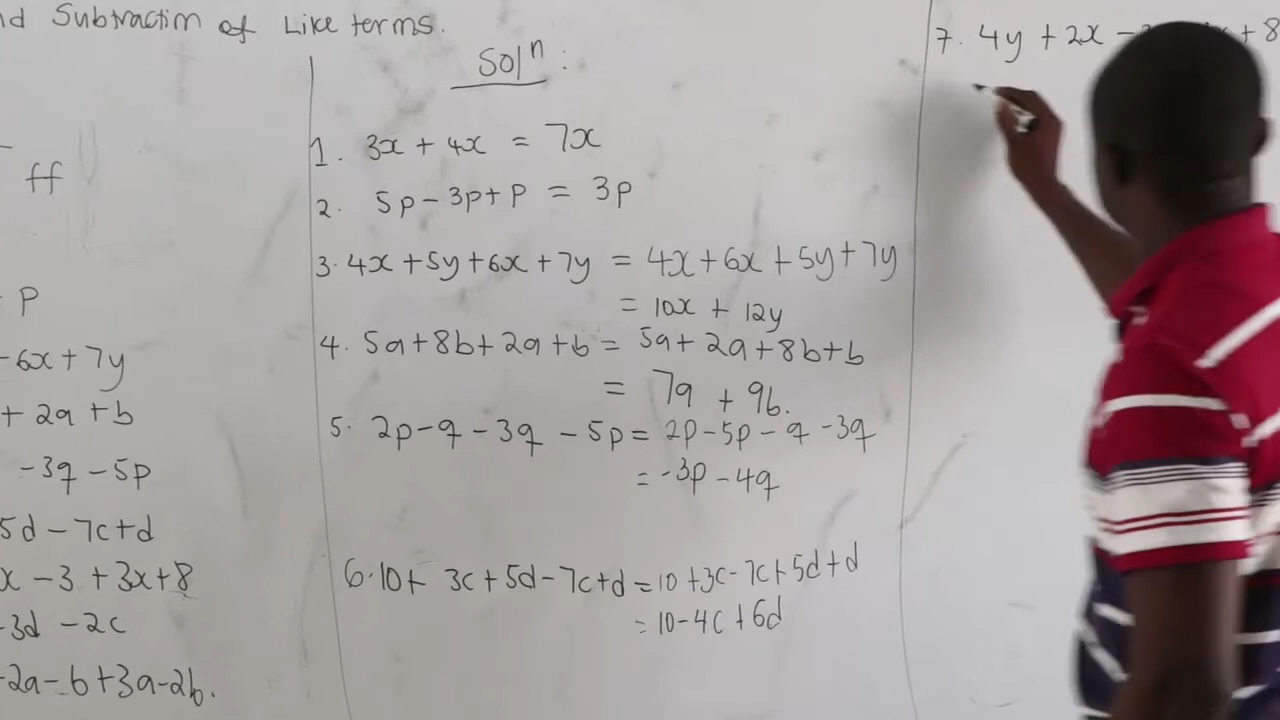 nd Subtraction of Like terms.
ff
P
-6x + 7y
+ 2a + b
-3q - 5p
5d - 7c + d
x - 3 + 3x + 8
-3d - 2c
-2a - b + 3a - 2b.
Solⁿ:
1. 3x + 4x = 7x
2. 5p - 3p + p = 3p
3. 4x + 5y + 6x + 7y = 4x + 6x + 5y + 7y
= 10x + 12y
4. 5a + 8b + 2a + b = 5a + 2a + 8b + b
= 7a + 9b.
5. 2p - q - 3q - 5p = 2p - 5p - q - 3q
= -3p - 4q
6. 10 + 3c + 5d - 7c + d = 10 + 3c - 7c + 5d + d
= 10 - 4c + 6d
7. 4y + 2x - + 8